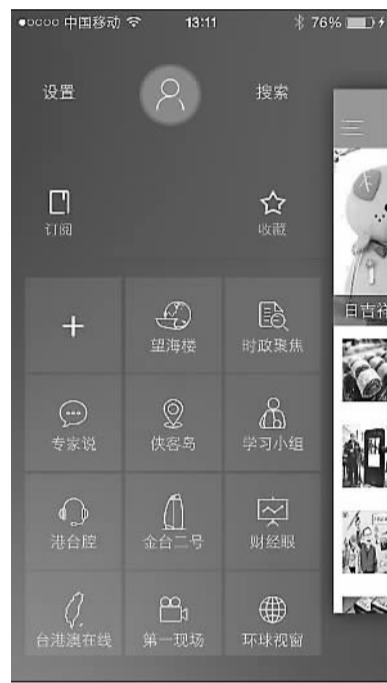 中国移动 13:11 76%
设置 搜索
订阅 收藏
日吉祥
+ 望海楼 时政聚焦
专家说 侠客岛 学习小组
港台腔 金台二号 财经眼
台港澳在线 第一现场 环球视窗